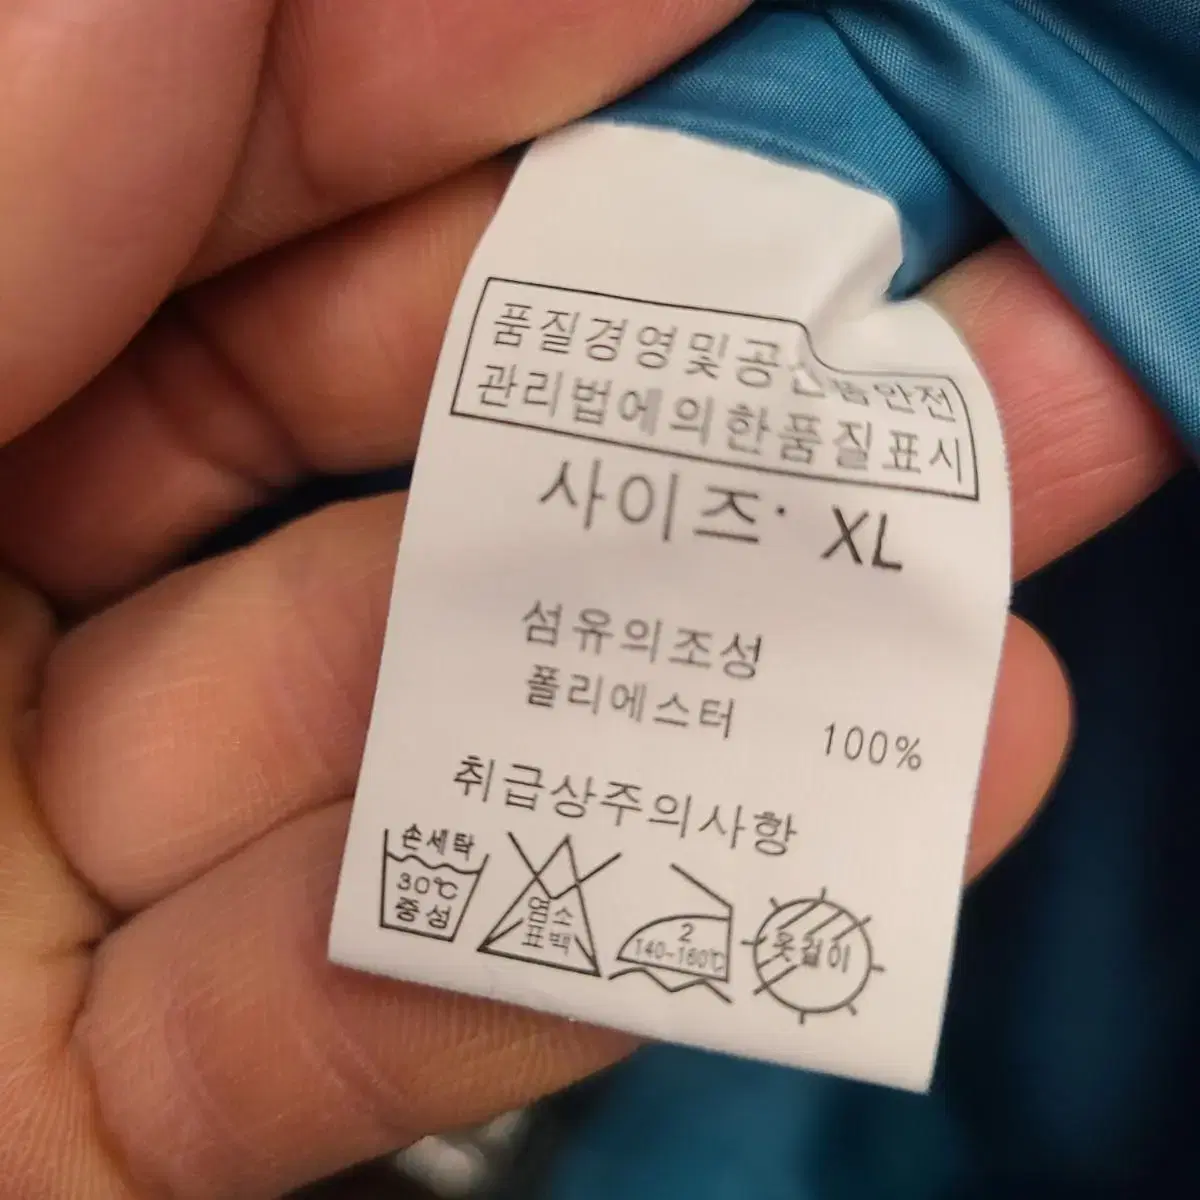 품질경영및공산품안전
관리법에의한품질표시
사이즈: XL
섬유의조성
폴리에스터 100%
취급상주의사항
손세탁
30℃
중성
염소
표백
2
140~160℃
옷걸이